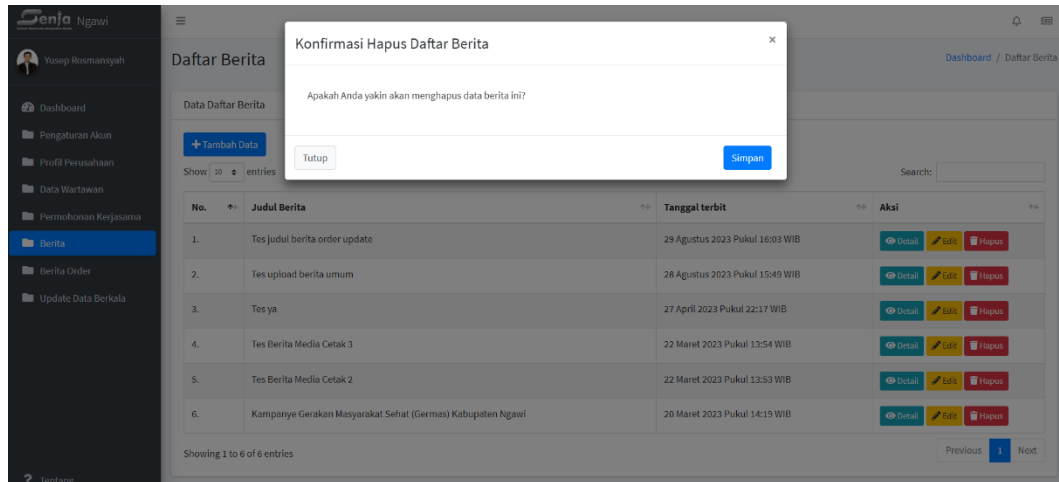 Senja Ngawi
Yusep Rosmansyah
Dashboard
Pengaturan Akun
Profil Perusahaan
Data Wartawan
Permohonan Kerjasama
Berita
Berita Order
Update Data Berkala
? Tentang
Konfirmasi Hapus Daftar Berita ×
Apakah Anda yakin akan menghapus data berita ini?
Tutup Simpan
Daftar Berita Dashboard / Daftar Berita
Data Daftar Berita
+ Tambah Data
Show 10 entries Search:
No. Judul Berita Tanggal terbit Aksi
1. Tes judul berita order update 29 Agustus 2023 Pukul 16:03 WIB Detail Edit Hapus
2. Tes upload berita umum 28 Agustus 2023 Pukul 15:49 WIB Detail Edit Hapus
3. Tes ya 27 April 2023 Pukul 22:17 WIB Detail Edit Hapus
4. Tes Berita Media Cetak 3 22 Maret 2023 Pukul 13:54 WIB Detail Edit Hapus
5. Tes Berita Media Cetak 2 22 Maret 2023 Pukul 13:53 WIB Detail Edit Hapus
6. Kampanye Gerakan Masyarakat Sehat (Germas) Kabupaten Ngawi 20 Maret 2023 Pukul 14:19 WIB Detail Edit Hapus
Showing 1 to 6 of 6 entries Previous 1 Next